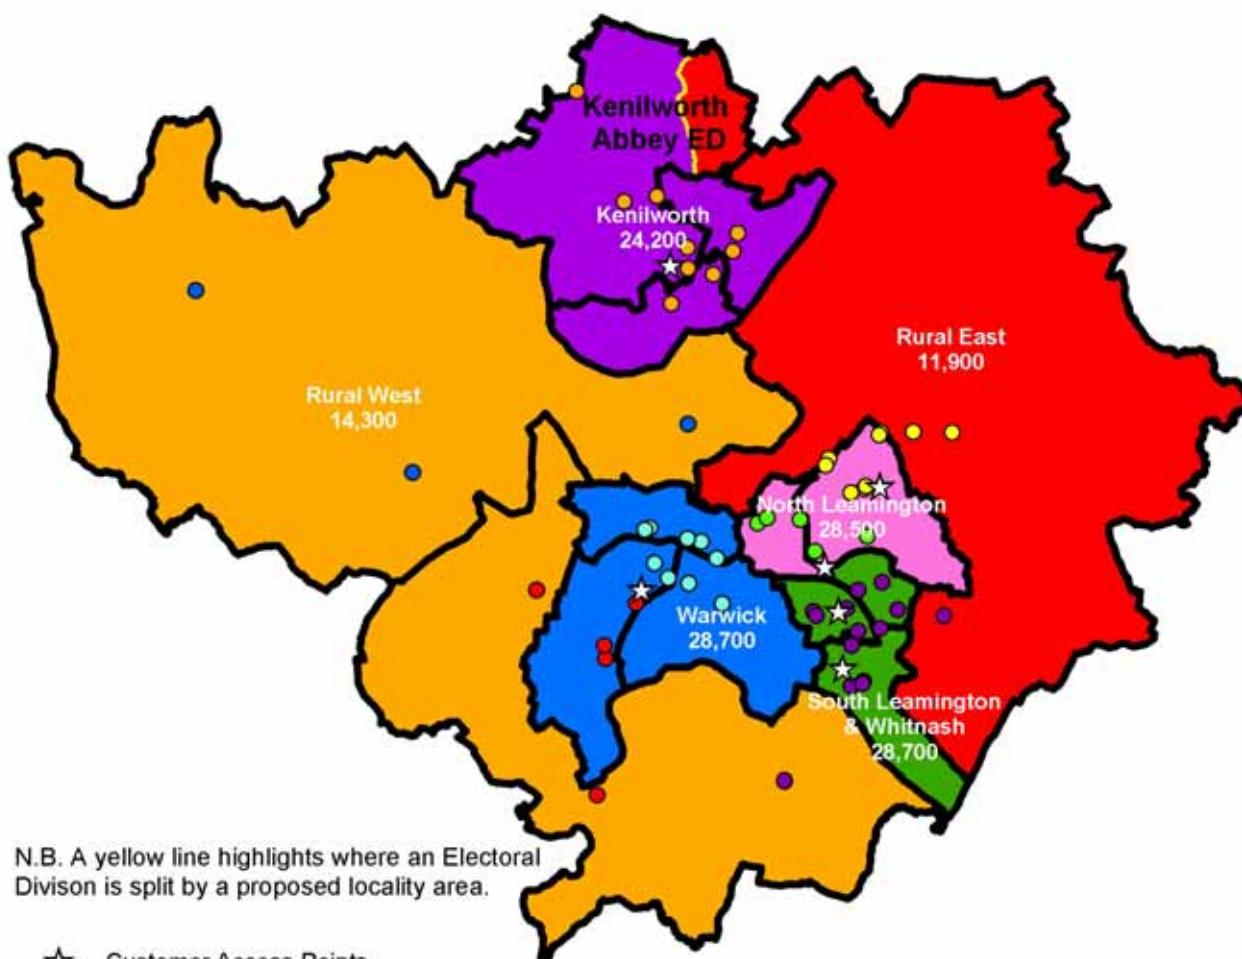 Kenilworth
Abbey ED
Kenilworth
24,200
Rural East
11,900
Rural West
14,300
North Leamington
28,500
Warwick
28,700
South Leamington
& Whitnash
28,700
N.B. A yellow line highlights where an Electoral
Divison is split by a proposed locality area.
Customer Access Points